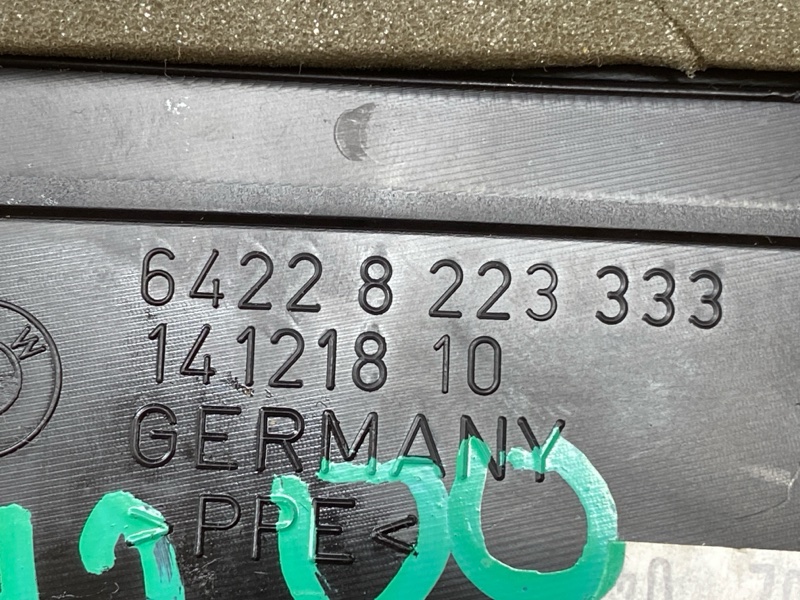 6422 8 223 333
141218 10
GERMANY
>PPE<
W